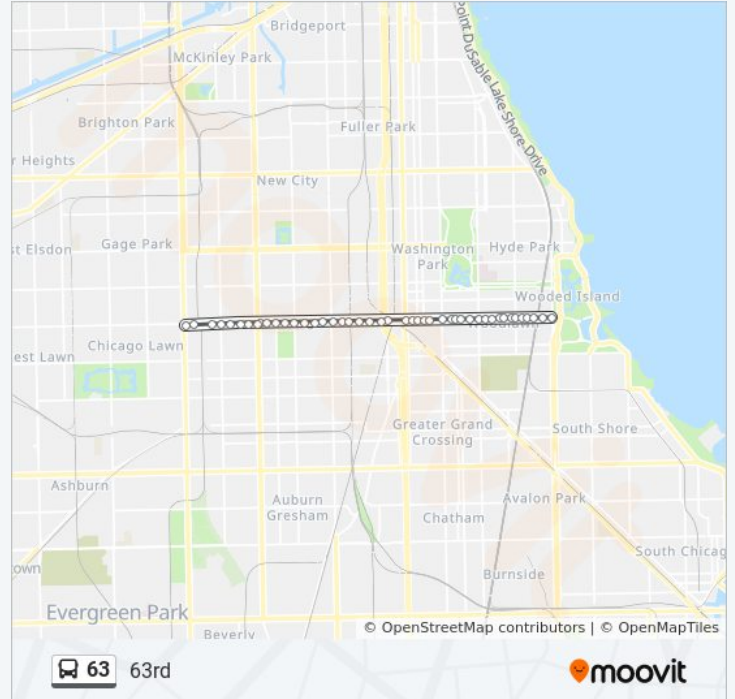 Bridgeport
McKinley Park
Point DuSable Lake Shore Drive
Brighton Park
Fuller Park
r Heights
New City
st Elsdon
Gage Park
Washington
Park
Hyde Park
Wooded Island
Woodlawn
est Lawn
Chicago Lawn
Greater Grand
Crossing
South Shore
Ashburn
Auburn
Gresham
Chatham
Avalon Park
South Chicag
own
Burnside
Evergreen Park
Beverly
© OpenStreetMap contributors | © OpenMapTiles
63 63rd
moovit